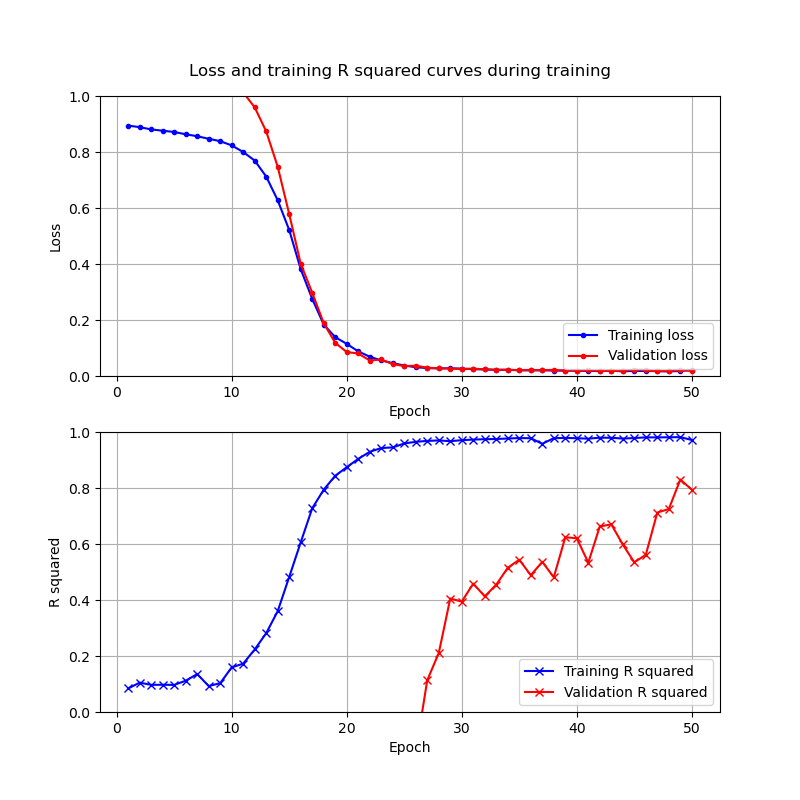 Loss and training R squared curves during training
1.0
0.8
0.6
0.4
0.2
0.0
Loss
0 10 20 30 40 50
Epoch
Training loss
Validation loss
1.0
0.8
0.6
0.4
0.2
0.0
R squared
0 10 20 30 40 50
Epoch
Training R squared
Validation R squared